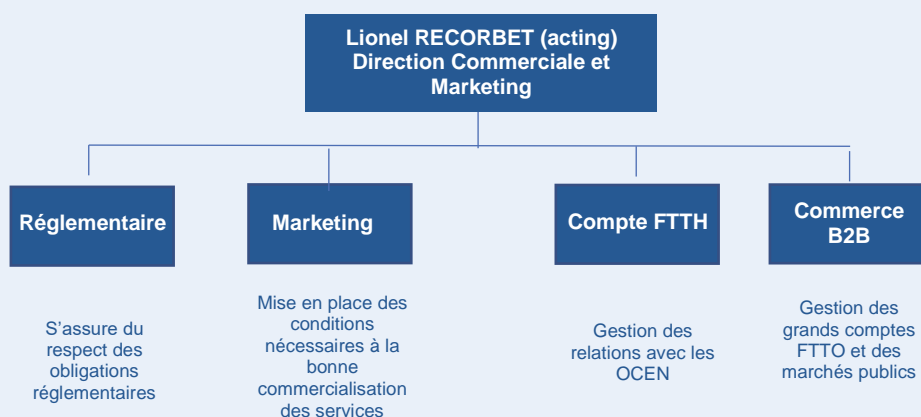 Lionel RECORBET (acting)
Direction Commerciale et
Marketing
Réglementaire
Marketing
Compte FTTH
Commerce
B2B
S’assure du
respect des
obligations
réglementaires
Mise en place des
conditions
nécessaires à la
bonne
commercialisation
des services
Gestion des
relations avec les
OCEN
Gestion des
grands comptes
FTTO et des
marchés publics